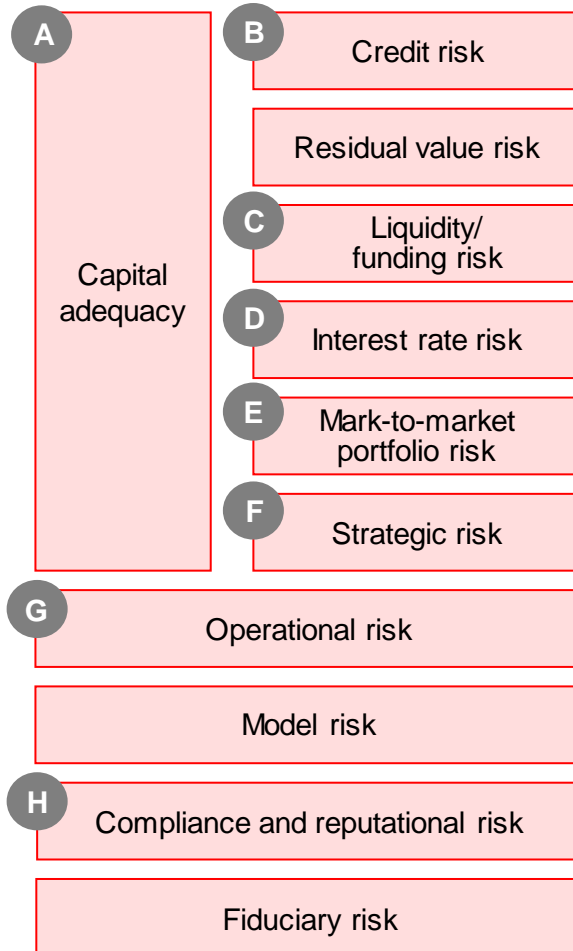 A
Capital
adequacy
B
Credit risk
Residual value risk
C
Liquidity/
funding risk
D
Interest rate risk
E
Mark-to-market
portfolio risk
F
Strategic risk
G
Operational risk
Model risk
H
Compliance and reputational risk
Fiduciary risk